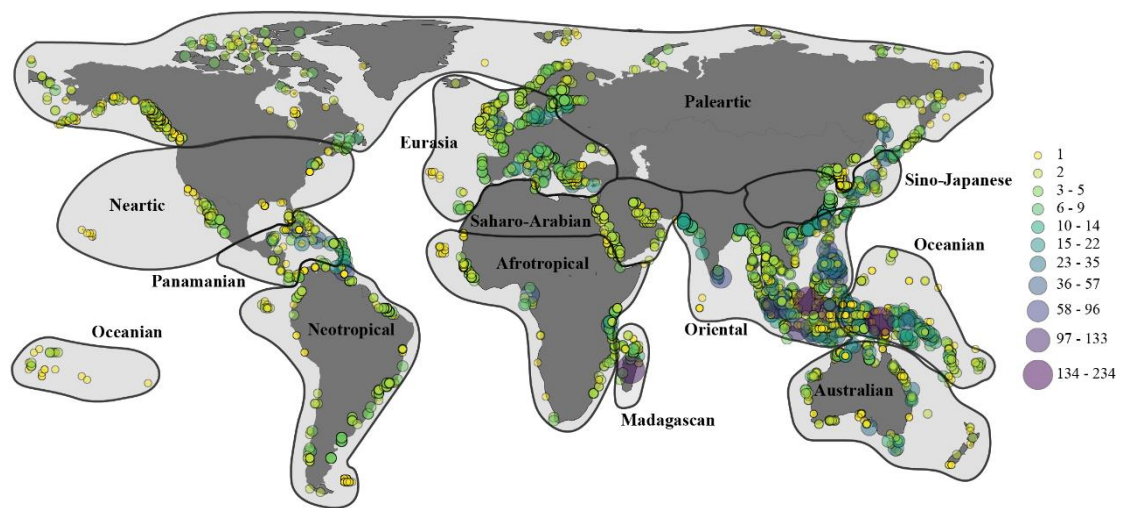 Paleartic
Eurasia
Sino-Japanese
Neartic
Saharo-Arabian
Oceanian
Afrotropical
Panamanian
Oceanian
Neotropical
Oriental
Australian
Madagascan
1
2
3 - 5
6 - 9
10 - 14
15 - 22
23 - 35
36 - 57
58 - 96
97 - 133
134 - 234